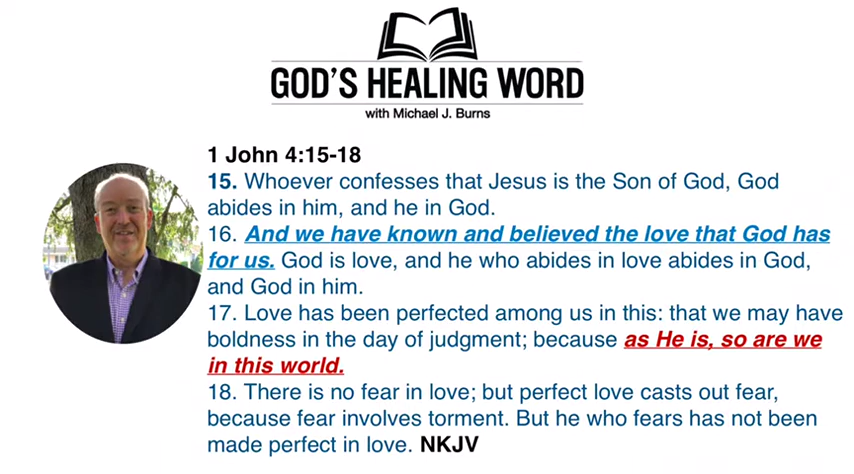 GOD'S HEALING WORD
with Michael J. Burns
1 John 4:15-18
15. Whoever confesses that Jesus is the Son of God, God
abides in him, and he in God.
16. And we have known and believed the love that God has
for us. God is love, and he who abides in love abides in God,
and God in him.
17. Love has been perfected among us in this: that we may have
boldness in the day of judgment; because as He is, so are we
in this world.
18. There is no fear in love; but perfect love casts out fear,
because fear involves torment. But he who fears has not been
made perfect in love. NKJV